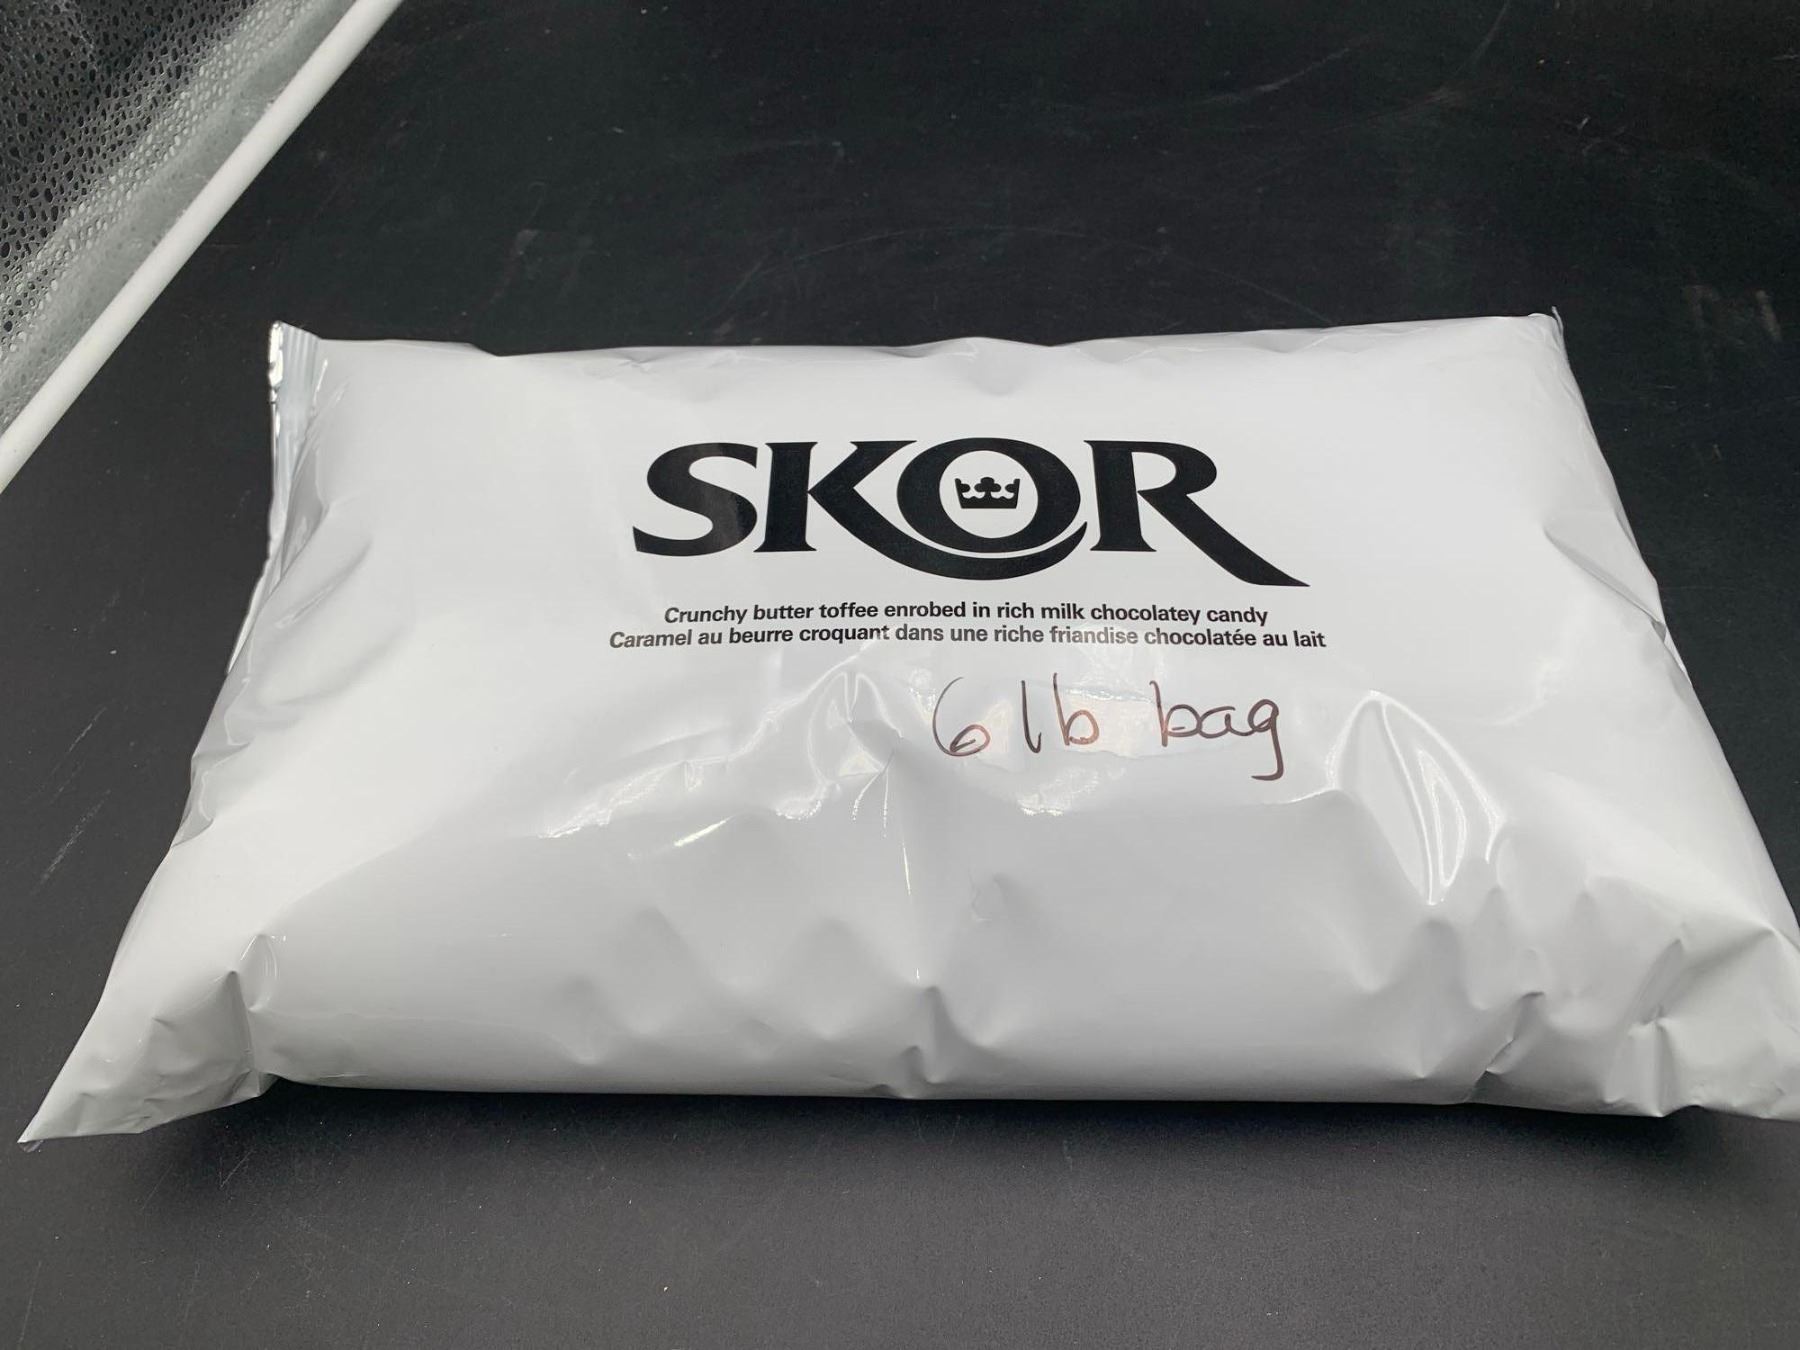 SKOR
Crunchy butter toffee enrobed in rich milk chocolatey candy
Caramel au beurre croquant dans une riche friandise chocolatée au lait
6 lb bag